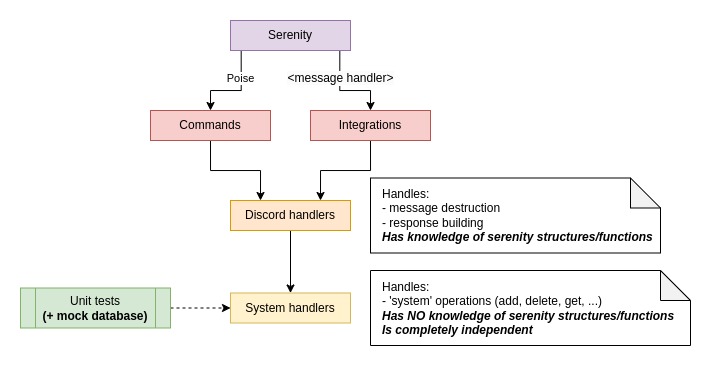 Serenity
Poise
<message handler>
Commands
Integrations
Handles:
- message destruction
- response building
Has knowledge of serenity structures/functions
Discord handlers
Handles:
- 'system' operations (add, delete, get, ...)
Has NO knowledge of serenity structures/functions
Is completely independent
System handlers
Unit tests
(+ mock database)